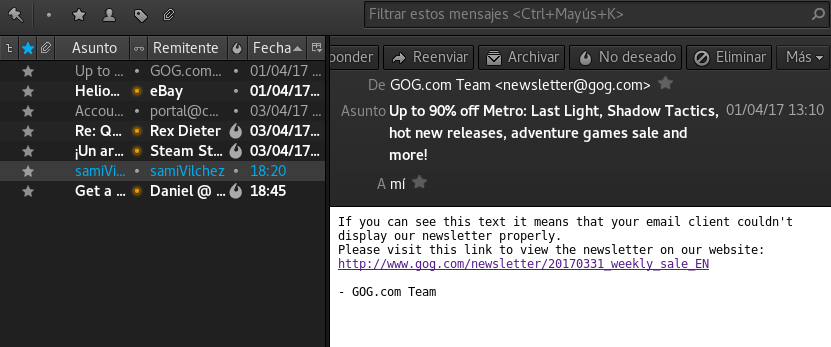 Filtrar estos mensajes <Ctrl+Mayús+K>
Asunto Remitente Fecha
Up to ... GOG.com... 01/04/17 ...
Helio... eBay 01/04/17...
Accou... portal@c... 03/04/17 ...
Re: Q... Rex Dieter 03/04/17...
¡Un ar... Steam St... 03/04/17...
samiVi... samiVilchez 18:20
Get a ... Daniel @ ... 18:45
ponder Reenviar Archivar No deseado Eliminar Más
De GOG.com Team <newsletter@gog.com>
Asunto Up to 90% off Metro: Last Light, Shadow Tactics, 01/04/17 13:10
hot new releases, adventure games sale and
more!
A mí
If you can see this text it means that your email client couldn't
display our newsletter properly.
Please visit this link to view the newsletter on our website:
http://www.gog.com/newsletter/20170331_weekly_sale_EN
- GOG.com Team